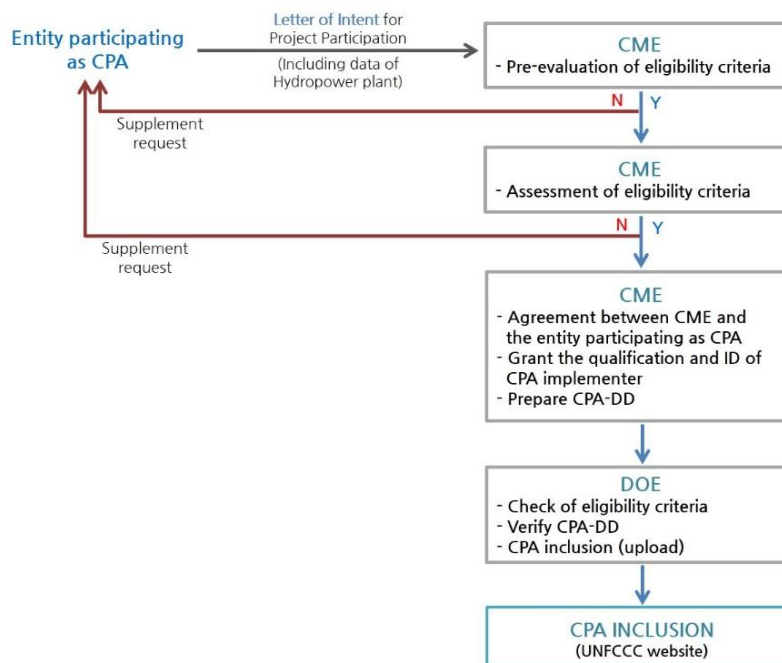 Entity participating
as CPA
Letter of Intent for
Project Participation
(Including data of
Hydropower plant)
CME
- Pre-evaluation of eligibility criteria
N Y
Supplement
request
CME
- Assessment of eligibility criteria
N Y
Supplement
request
CME
- Agreement between CME and
the entity participating as CPA
- Grant the qualification and ID of
CPA implementer
- Prepare CPA-DD
DOE
- Check of eligibility criteria
- Verify CPA-DD
- CPA inclusion (upload)
CPA INCLUSION
(UNFCCC website)